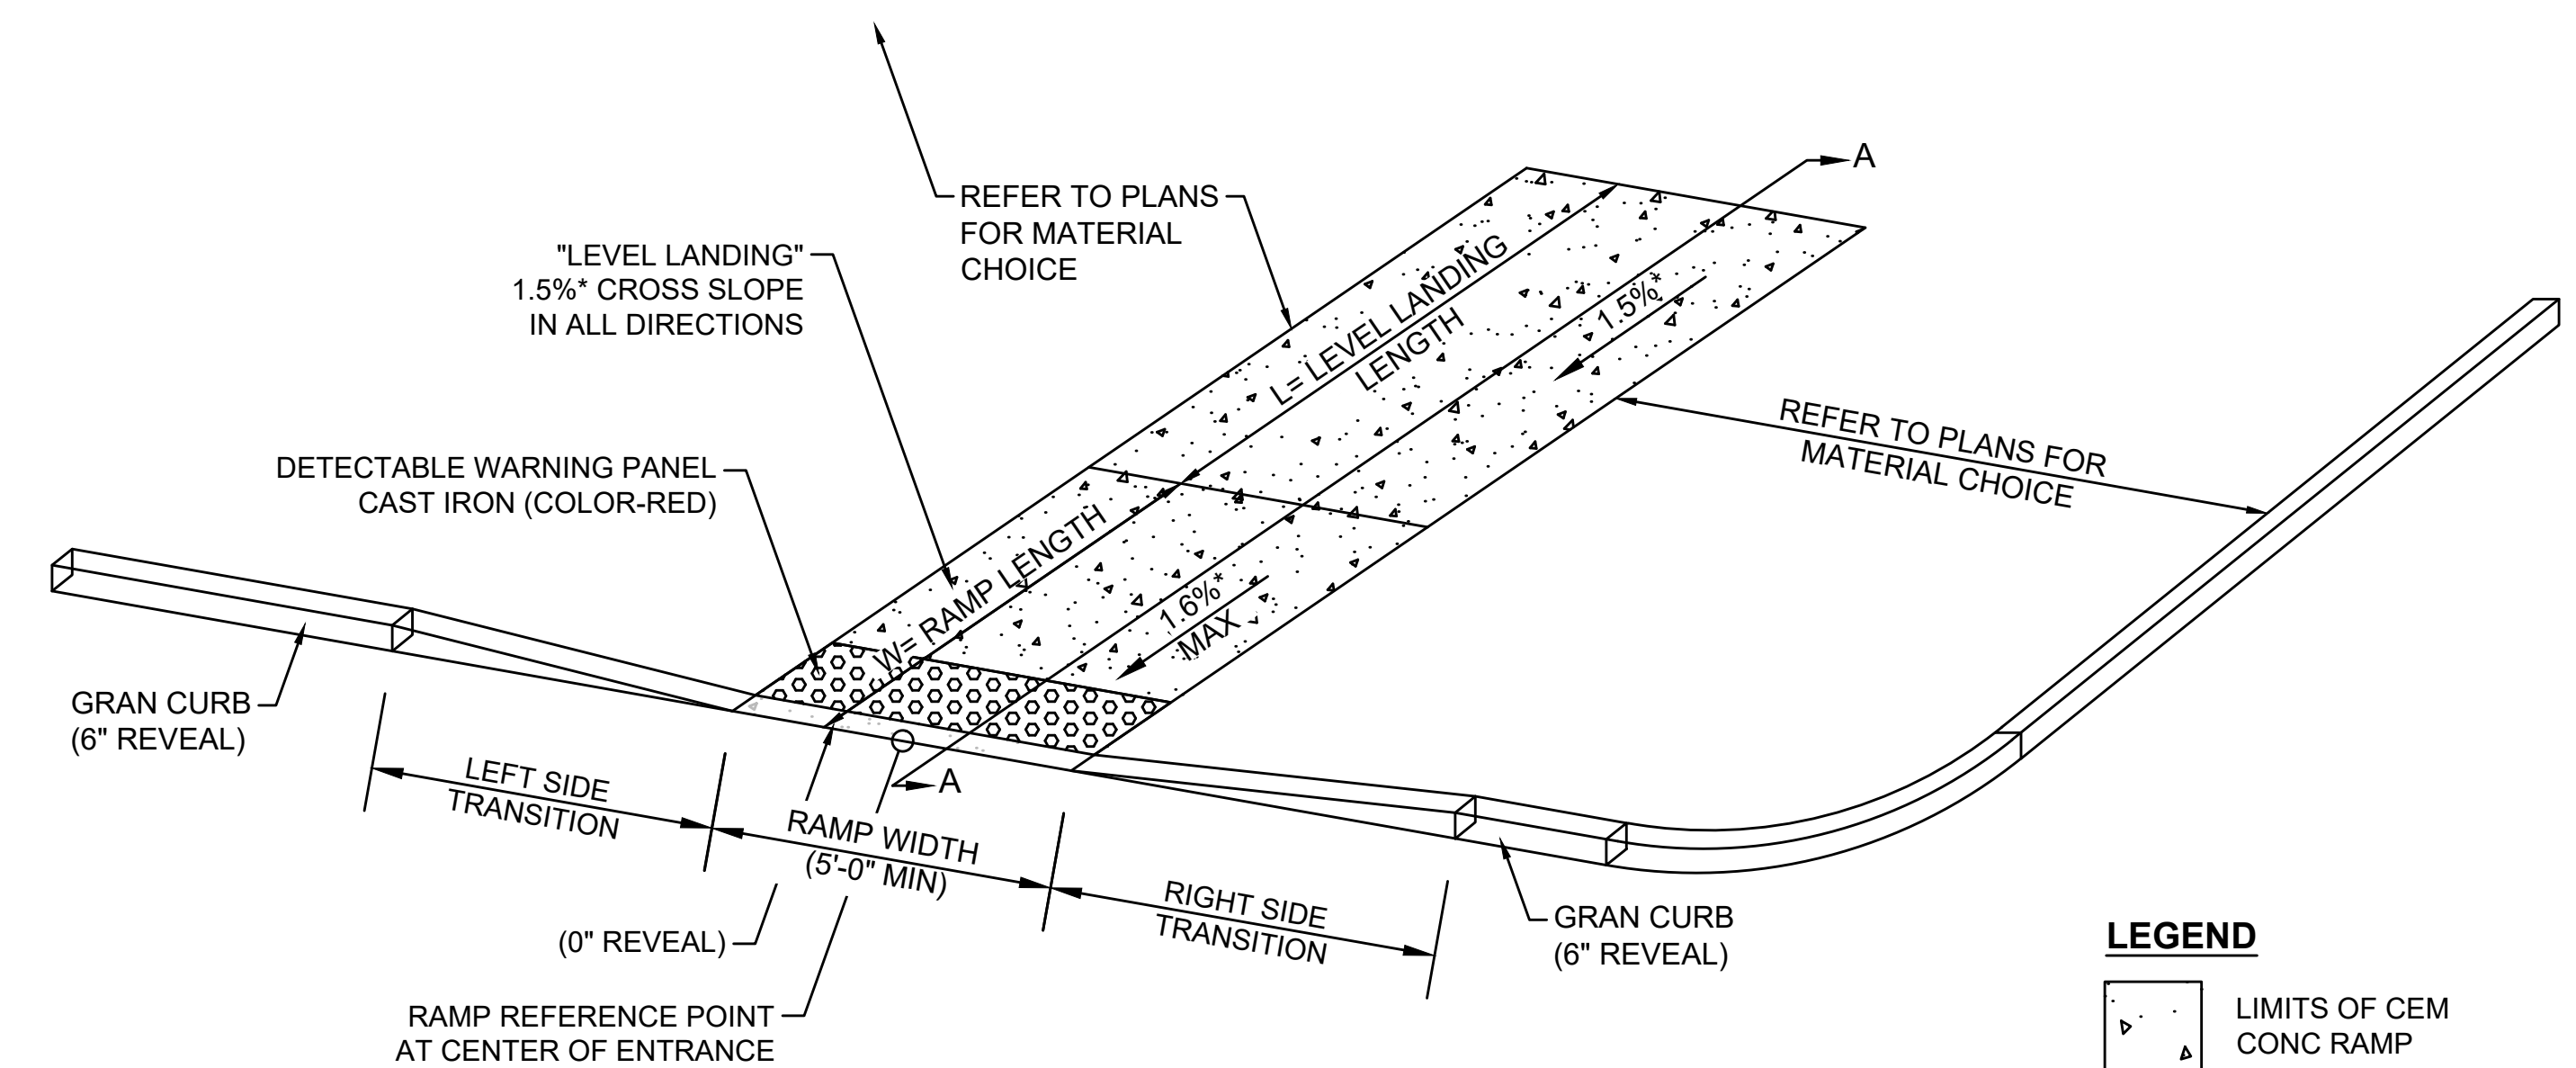 A
REFER TO PLANS
FOR MATERIAL
CHOICE
"LEVEL LANDING"
1.5%* CROSS SLOPE
IN ALL DIRECTIONS
L= LEVEL LANDING
LENGTH
1.5%*
REFER TO PLANS FOR
MATERIAL CHOICE
DETECTABLE WARNING PANEL
CAST IRON (COLOR-RED)
W= RAMP LENGTH
1.6%*
MAX
GRAN CURB
(6" REVEAL)
LEFT SIDE
TRANSITION
A
RAMP WIDTH
(5'-0" MIN)
RIGHT SIDE
TRANSITION
(0" REVEAL)
GRAN CURB
(6" REVEAL)
RAMP REFERENCE POINT
AT CENTER OF ENTRANCE
LEGEND
LIMITS OF CEM
CONC RAMP